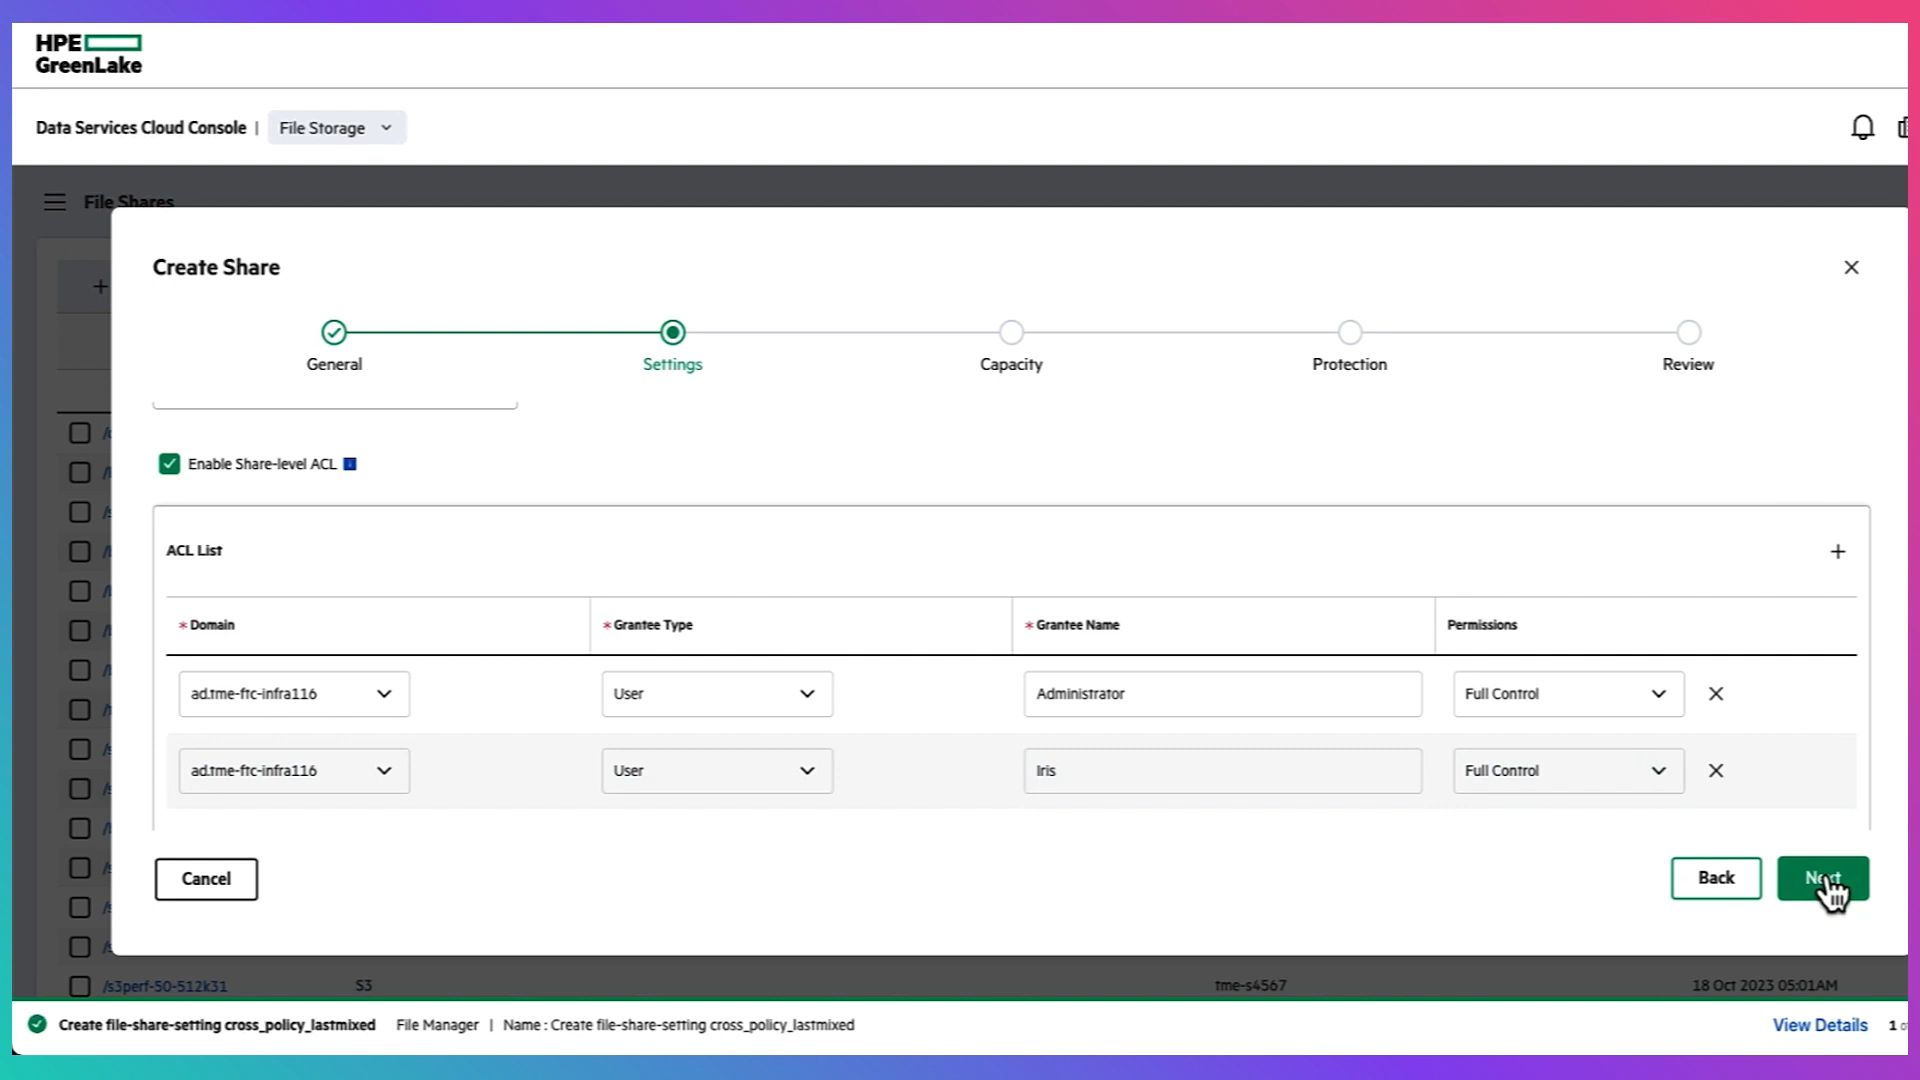 HPE
GreenLake
Data Services Cloud Console | File Storage
File Shares
Create Share
General
Settings
Capacity
Protection
Review
Enable Share-level ACL
ACL List
* Domain
* Grantee Type
* Grantee Name
Permissions
ad.tme-ftc-infra116
User
Administrator
Full Control
ad.tme-ftc-infra116
User
Iris
Full Control
Cancel
Back
Next
/s3perf-50-512k31
S3
tme-s4567
18 Oct 2023 05:01AM
Create file-share-setting cross_policy_lastmixed File Manager | Name : Create file-share-setting cross_policy_lastmixed
View Details
1